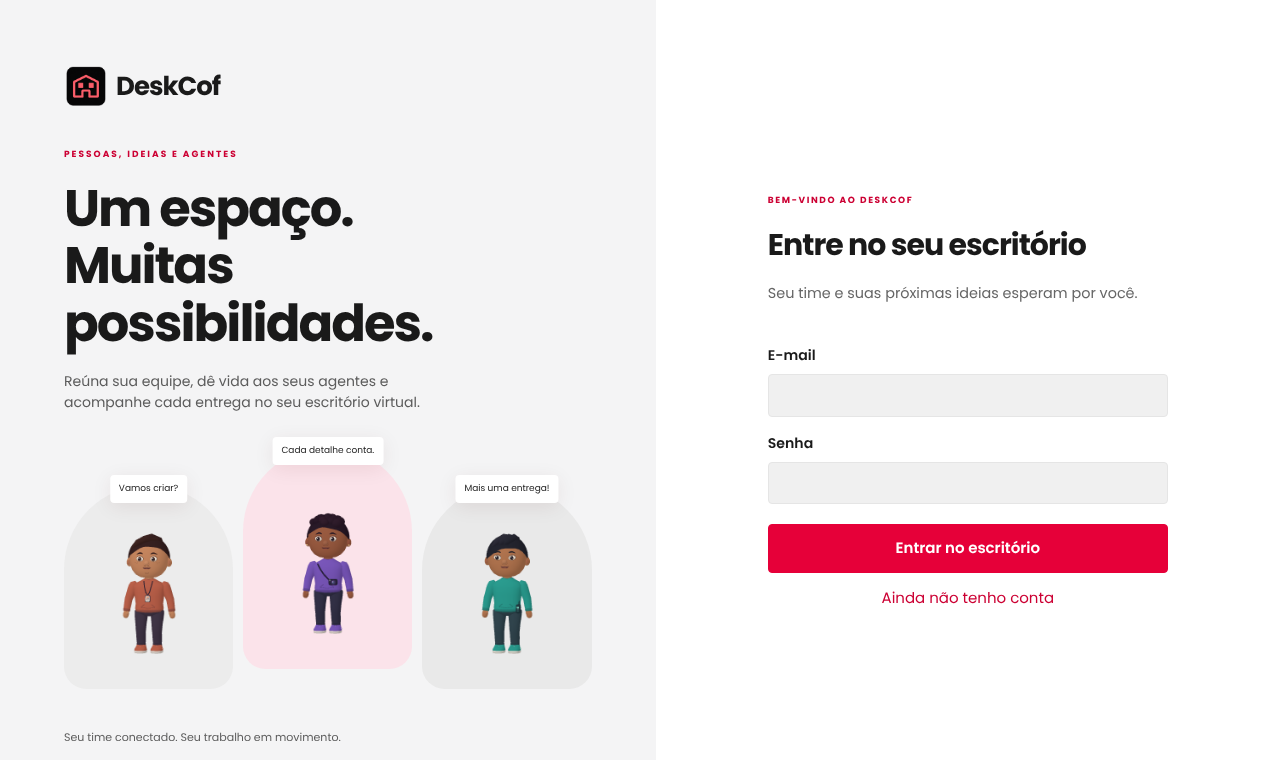 DeskCof
PESSOAS, IDEIAS E AGENTES
Um espaço.
Muitas
possibilidades.
Reúna sua equipe, dê vida aos seus agentes e
acompanhe cada entrega no seu escritório virtual.
Vamos criar?
Cada detalhe conta.
Mais uma entrega!
Seu time conectado. Seu trabalho em movimento.
BEM-VINDO AO DESKCOF
Entre no seu escritório
Seu time e suas próximas ideias esperam por você.
E-mail
Senha
Entrar no escritório
Ainda não tenho conta